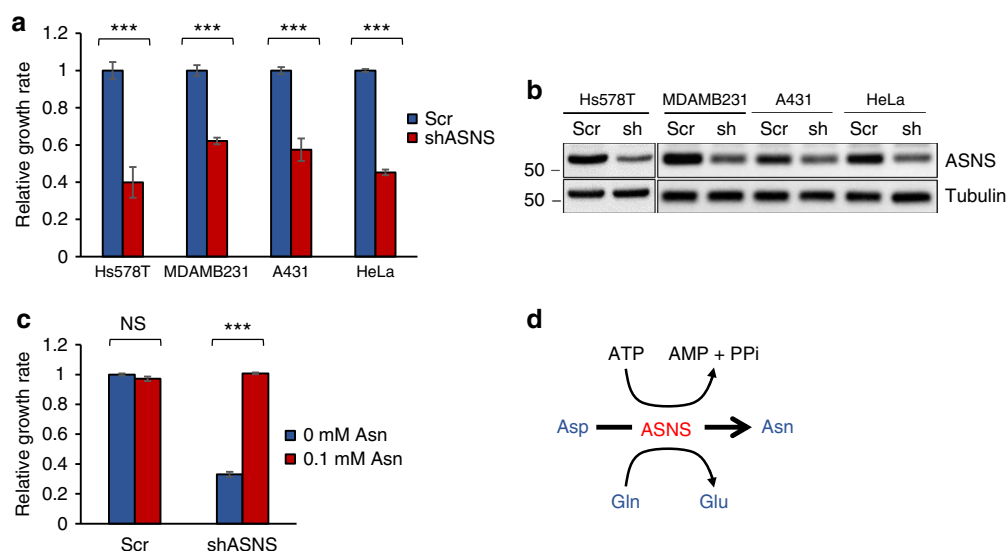 a
Relative growth rate
1.2
1
0.8
0.6
0.4
0.2
0
*** *** *** ***
Hs578T MDAMB231 A431 HeLa
Scr
shASNS
b
Hs578T MDAMB231 A431 HeLa
Scr sh Scr sh Scr sh Scr sh
50 – ASNS
50 – Tubulin
c
Relative growth rate
1.2
1
0.8
0.6
0.4
0.2
0
NS ***
Scr shASNS
0 mM Asn
0.1 mM Asn
d
ATP AMP + PPi
Asp ASNS Asn
Gln Glu